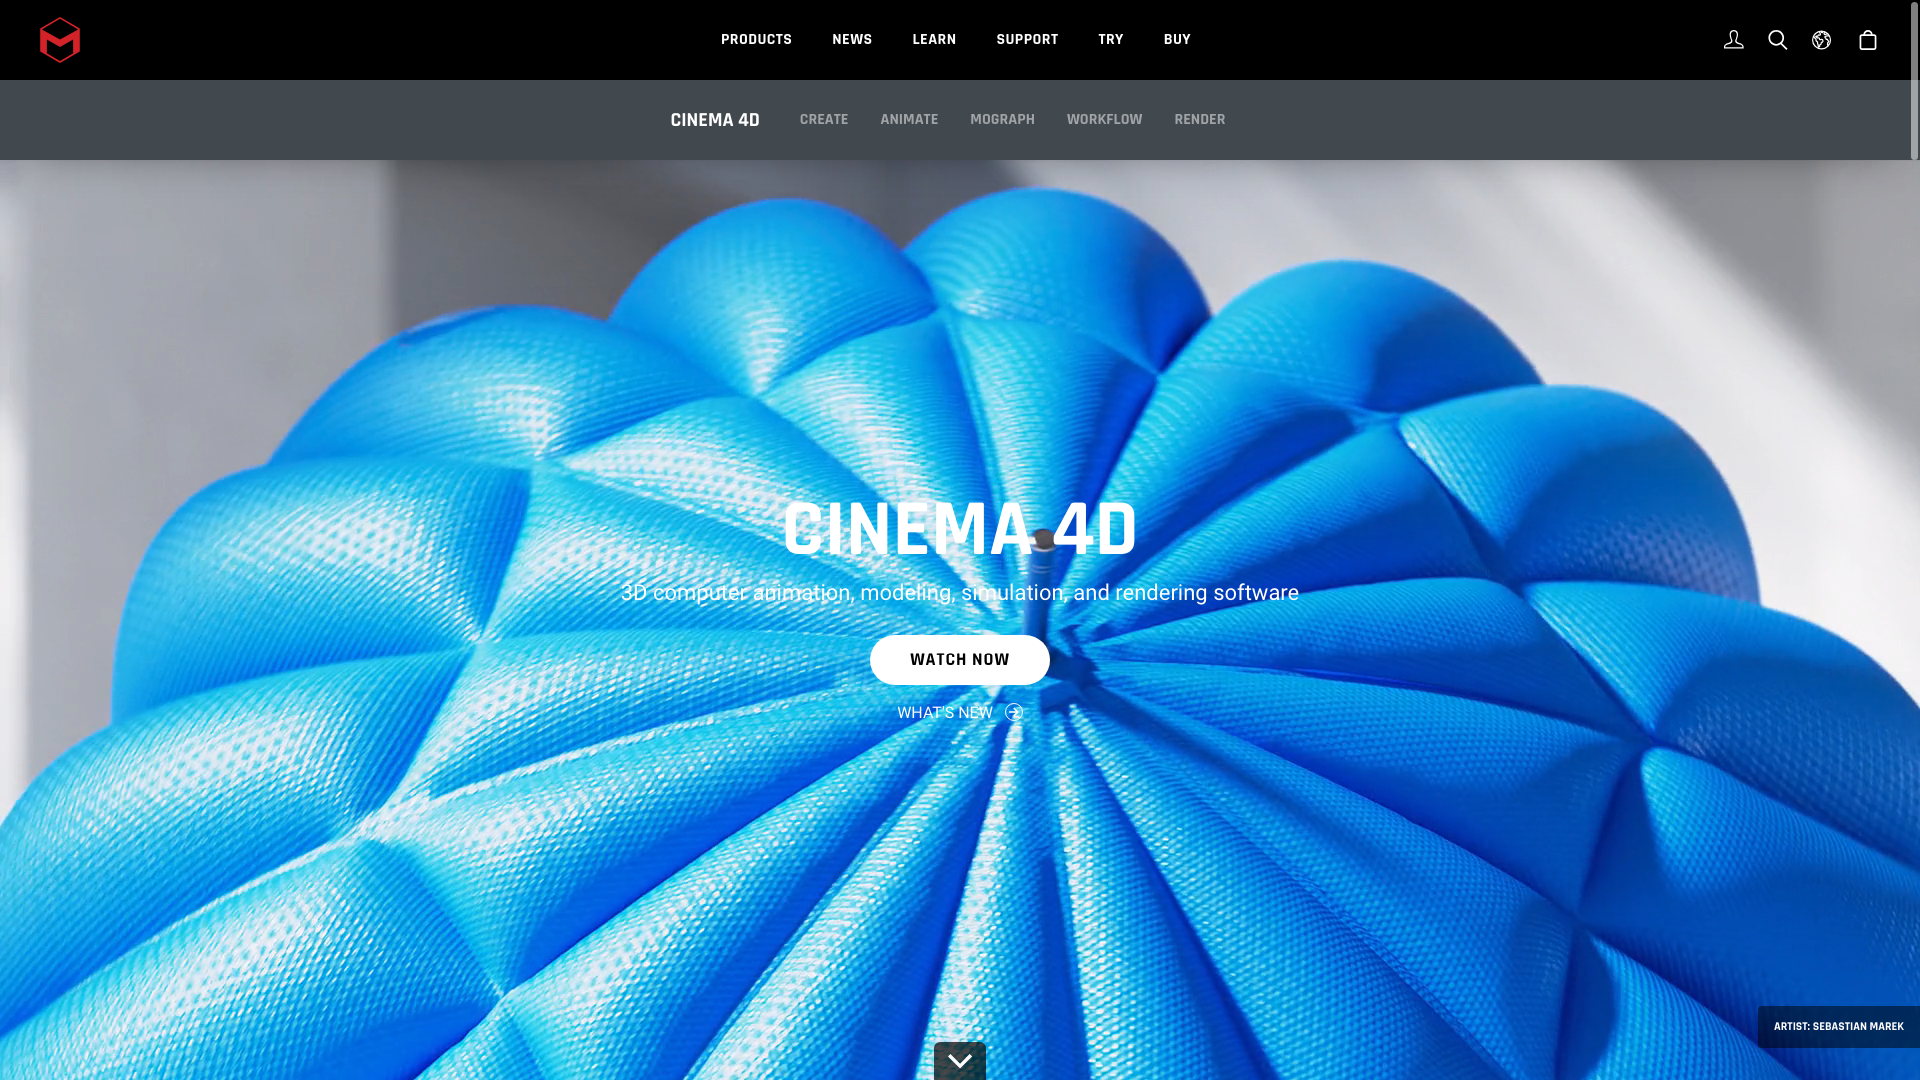 PRODUCTS NEWS LEARN SUPPORT TRY BUY
CINEMA 4D CREATE ANIMATE MOGRAPH WORKFLOW RENDER
CINEMA 4D
3D computer animation, modeling, simulation, and rendering software
WATCH NOW
WHAT'S NEW
ARTIST: SEBASTIAN MAREK